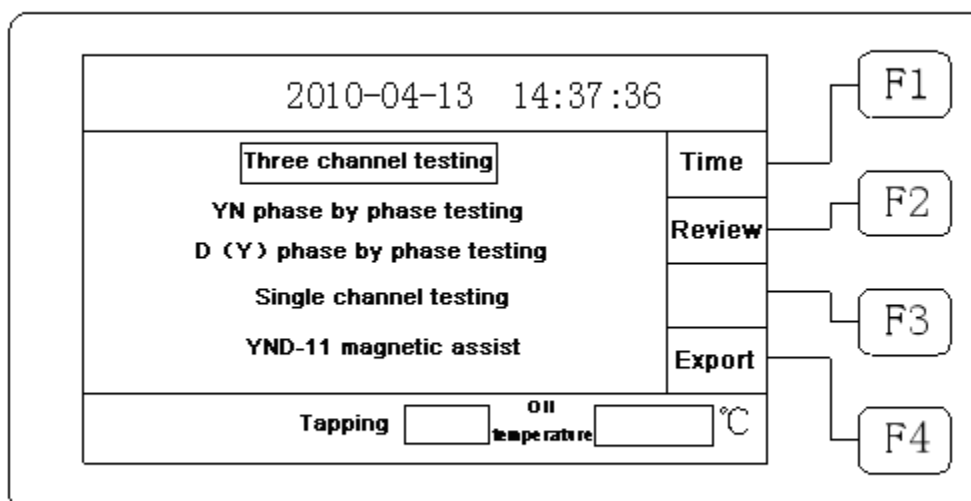 2010-04-13 14:37:36
Three channel testing
YN phase by phase testing
D (Y) phase by phase testing
Single channel testing
YND-11 magnetic assist
Time
Review
Export
F1
F2
F3
F4
Tapping
Oil
temperature
℃